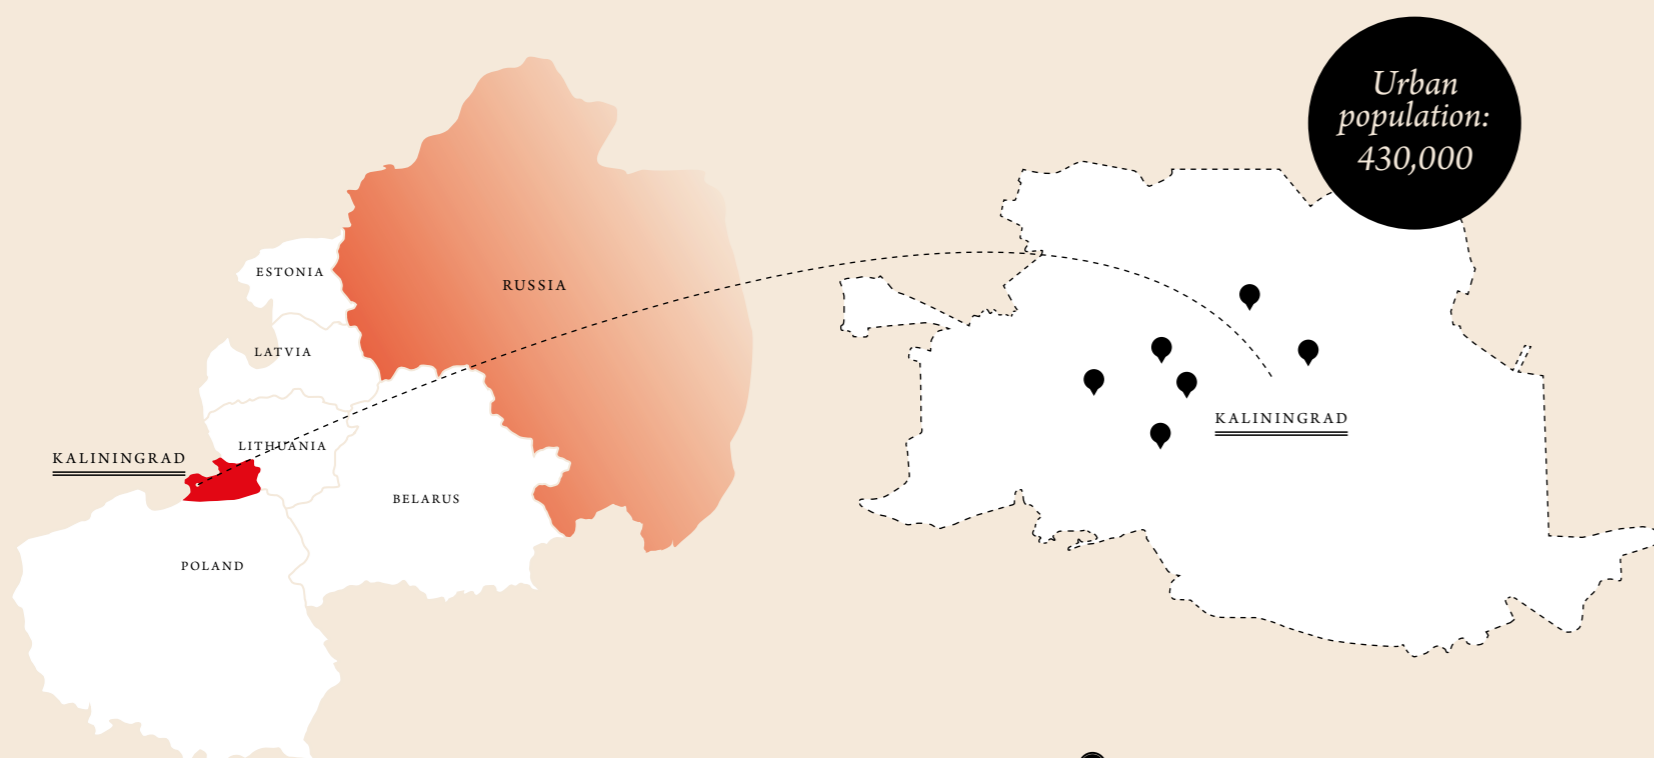 Urban
population:
430,000
ESTONIA
RUSSIA
LATVIA
LITHUANIA
KALININGRAD
KALININGRAD
BELARUS
POLAND